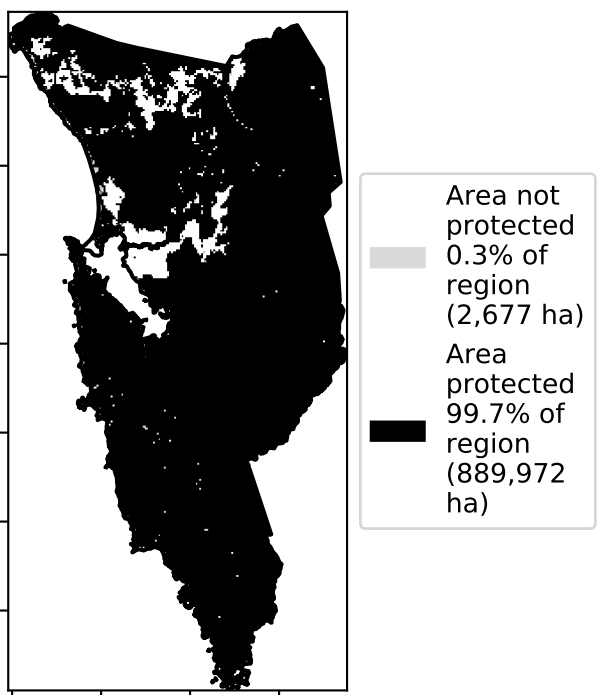 Area not
protected
0.3% of
region
(2,677 ha)
Area
protected
99.7% of
region
(889,972
ha)